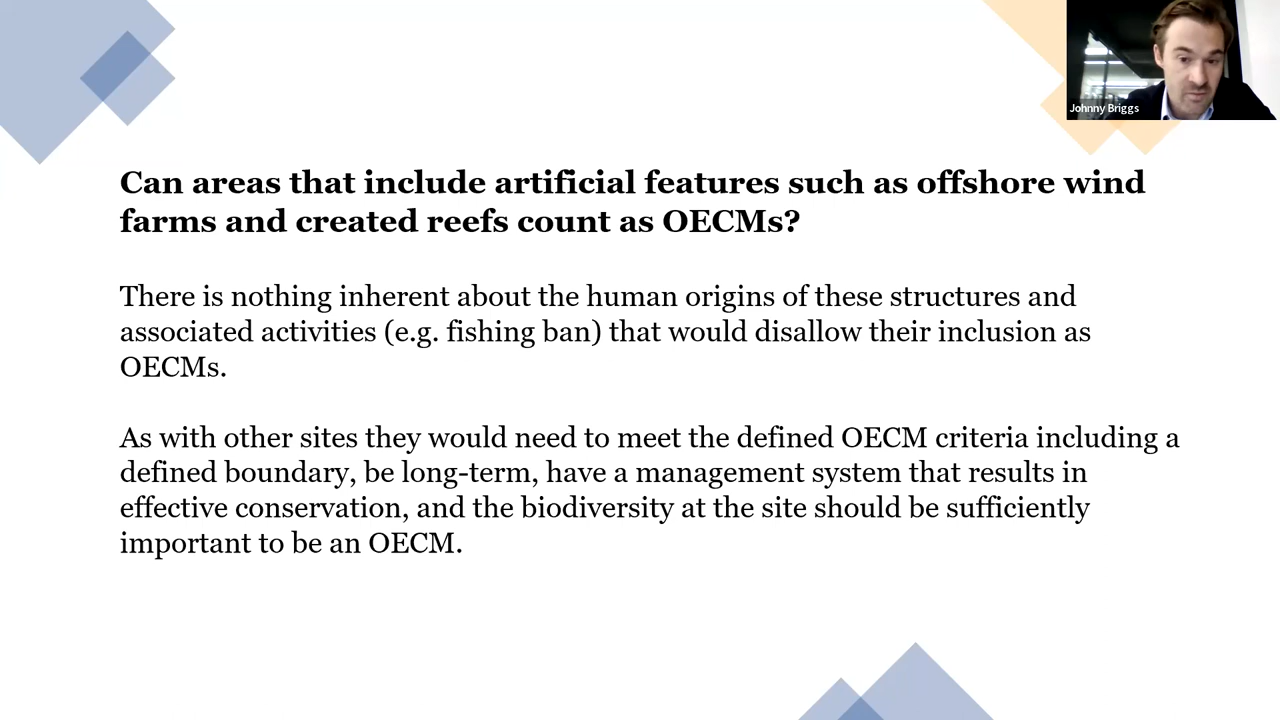 Johnny Briggs
Can areas that include artificial features such as offshore wind
farms and created reefs count as OECMs?
There is nothing inherent about the human origins of these structures and
associated activities (e.g. fishing ban) that would disallow their inclusion as
OECMs.
As with other sites they would need to meet the defined OECM criteria including a
defined boundary, be long-term, have a management system that results in
effective conservation, and the biodiversity at the site should be sufficiently
important to be an OECM.